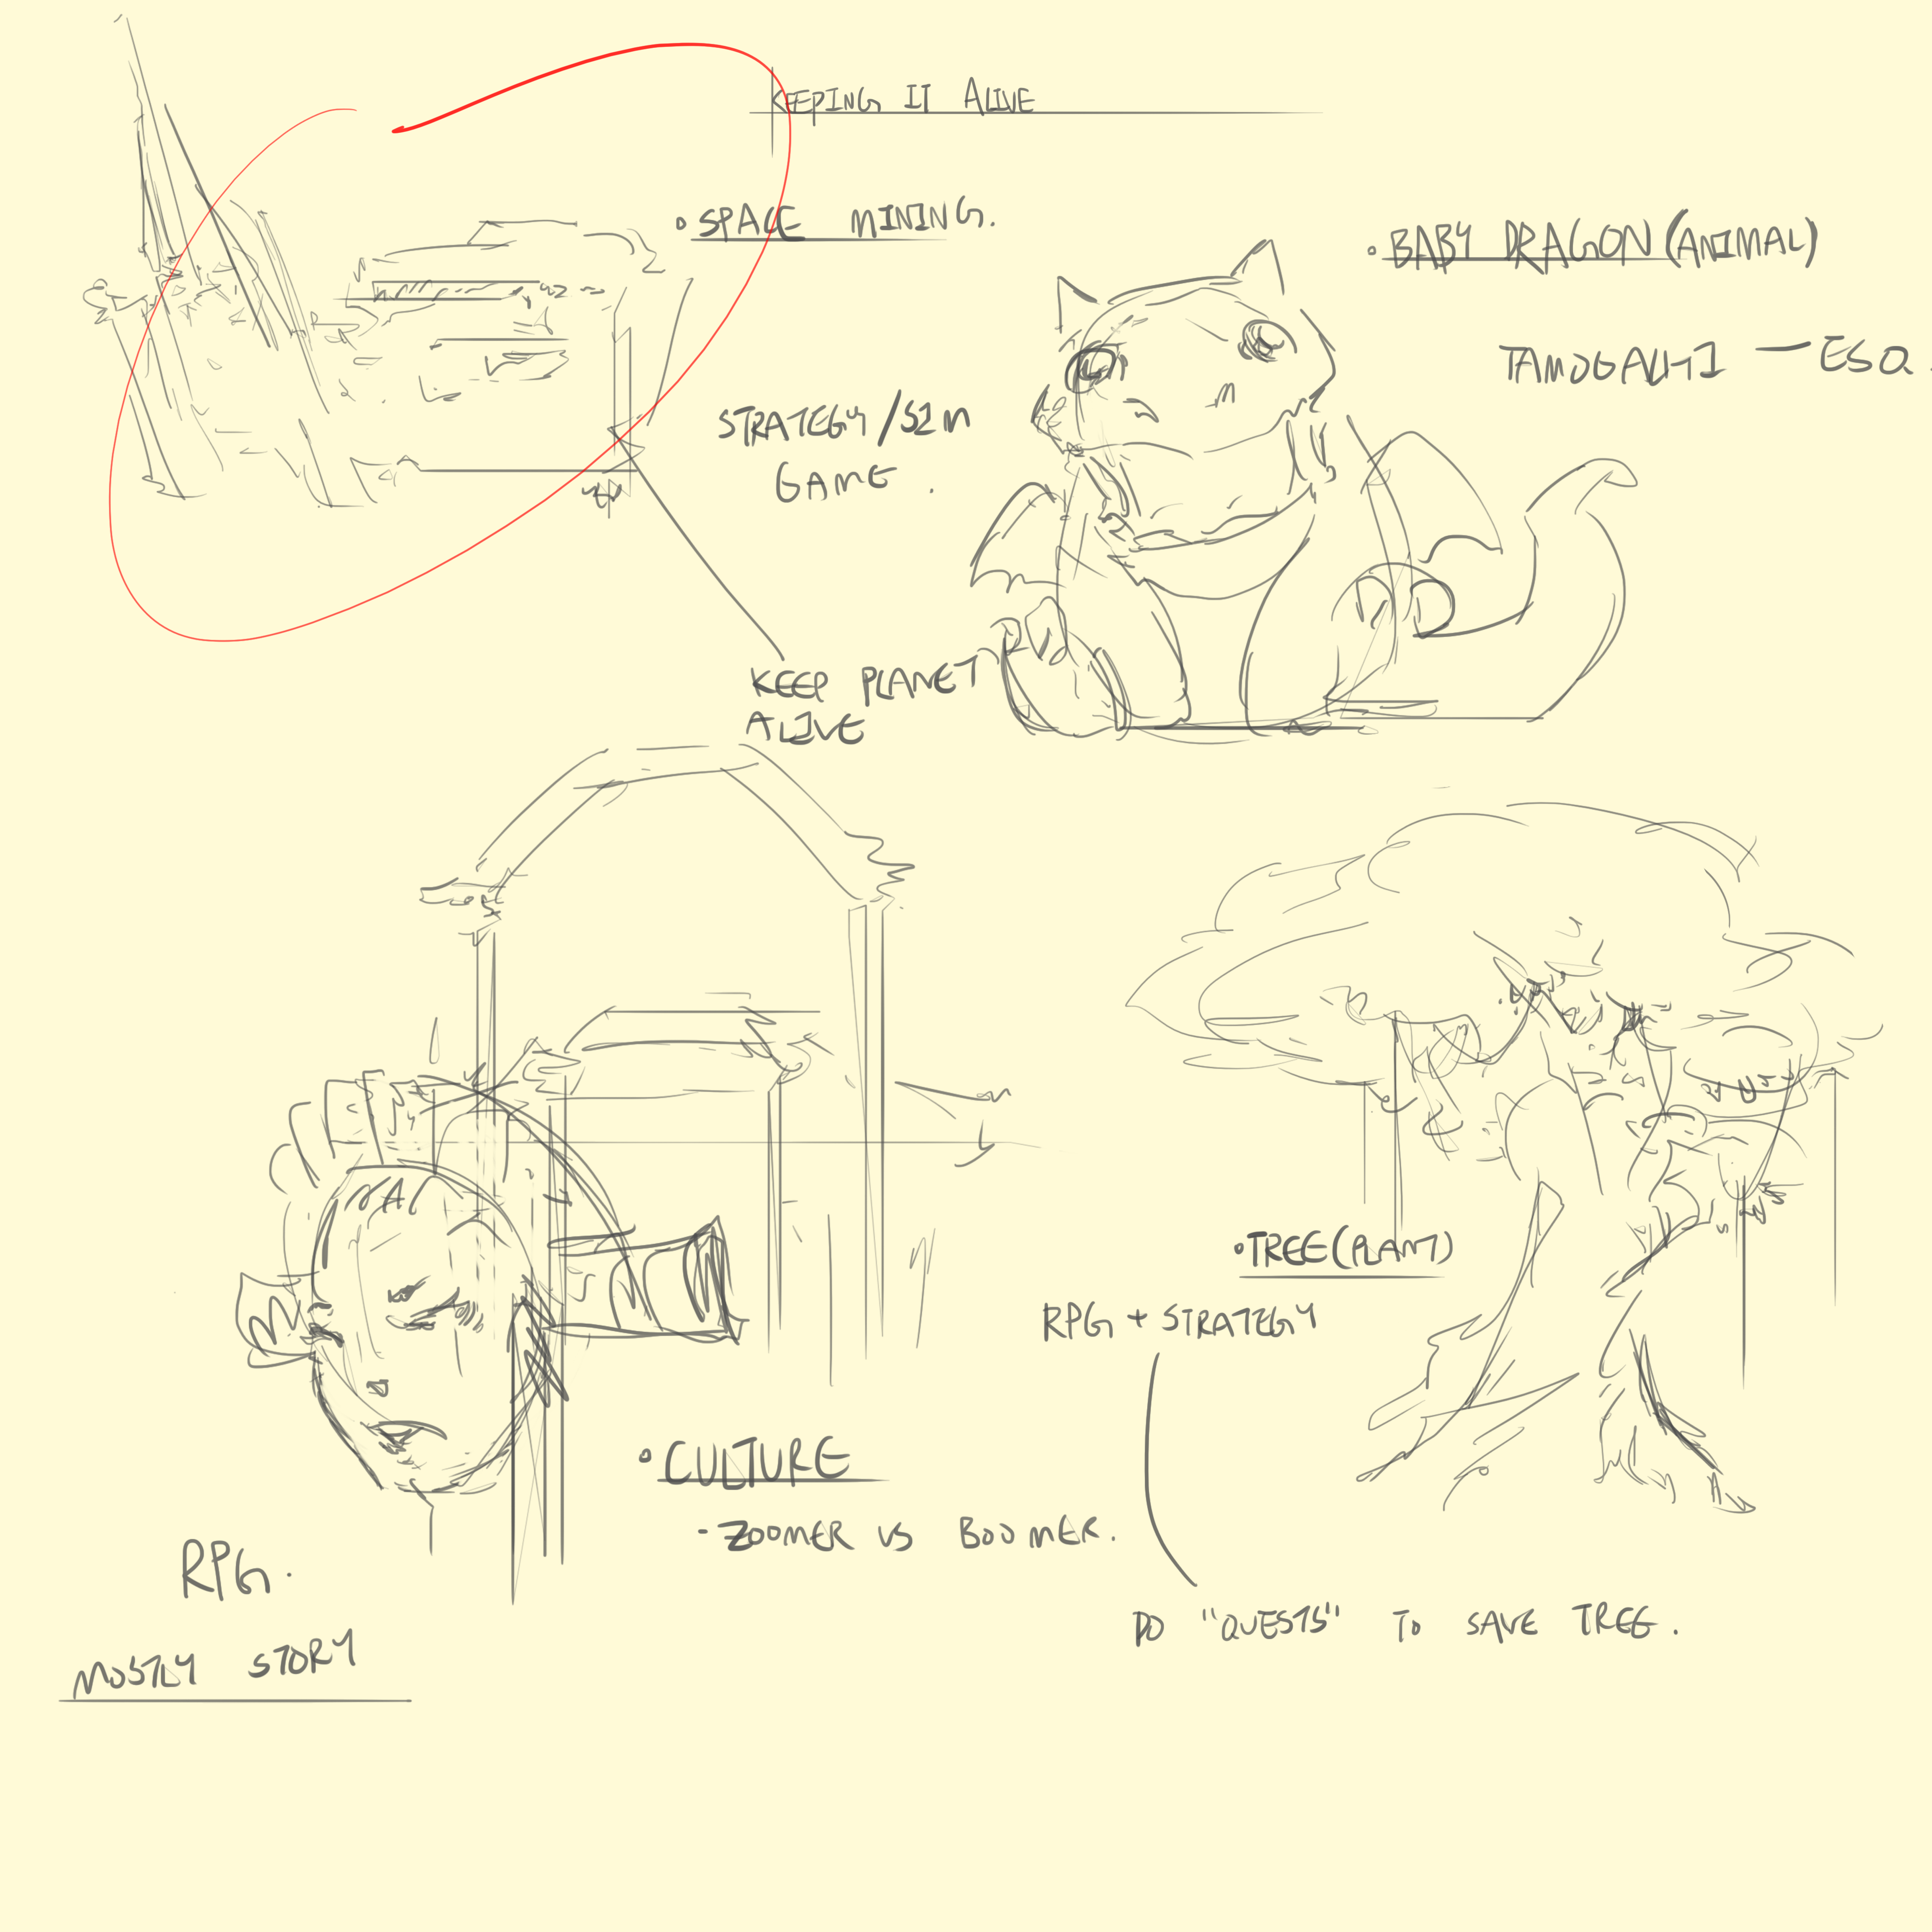 KEEPING IT ALIVE
• SPACE MINING.
STRATEGY/SIM
GAME.
KEEP PLANET
ALIVE
• BABY DRAGON (ANIMAL)
TAMOGATHI - ESQ.
• TREE (PLANT)
RPG + STRATEGY
DO "QUESTS" TO SAVE TREE.
• CULTURE
- ZOOMER VS BOOMER.
RPG.
MOSTLY STORY